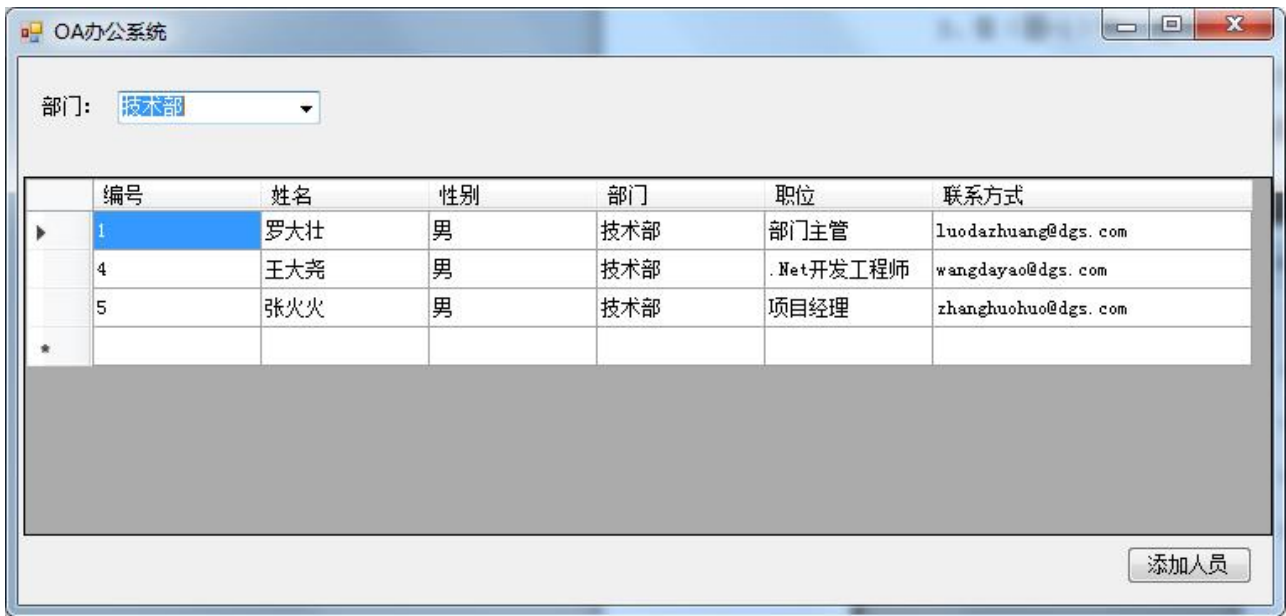 OA办公系统
部门： 技术部
编号 姓名 性别 部门 职位 联系方式
1 罗大壮 男 技术部 部门主管 luodazhuang@dgs.com
4 王大尧 男 技术部 .Net开发工程师 wangdayao@dgs.com
5 张火火 男 技术部 项目经理 zhanghuohuo@dgs.com
添加人员